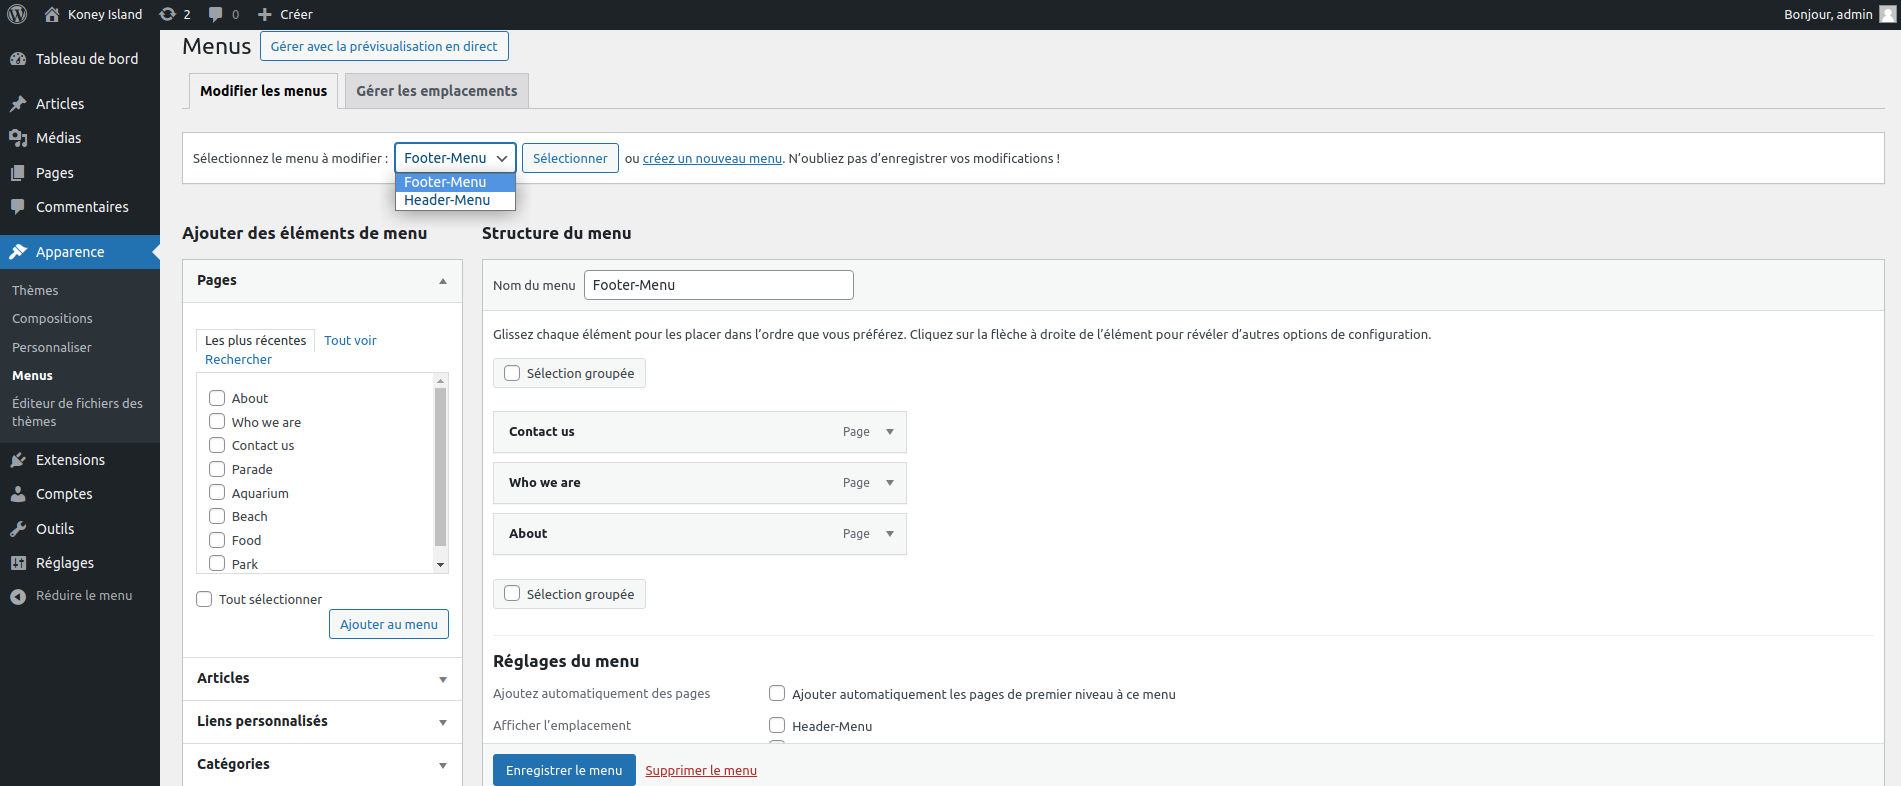 Koney Island 2 0 Créer Bonjour, admin
Tableau de bord
Articles
Médias
Pages
Commentaires
Apparence
Thèmes
Compositions
Personnaliser
Menus
Éditeur de fichiers des
thèmes
Extensions
Comptes
Outils
Réglages
Réduire le menu
Menus Gérer avec la prévisualisation en direct
Modifier les menus Gérer les emplacements
Sélectionnez le menu à modifier : Footer-Menu Sélectionner ou créez un nouveau menu. N’oubliez pas d’enregistrer vos modifications !
Footer-Menu
Header-Menu
Ajouter des éléments de menu
Pages
Les plus récentes Tout voir
Rechercher
About
Who we are
Contact us
Parade
Aquarium
Beach
Food
Park
Tout sélectionner
Ajouter au menu
Articles
Liens personnalisés
Catégories
Structure du menu
Nom du menu Footer-Menu
Glissez chaque élément pour les placer dans l’ordre que vous préférez. Cliquez sur la flèche à droite de l’élément pour révéler d’autres options de configuration.
Sélection groupée
Contact us Page
Who we are Page
About Page
Sélection groupée
Réglages du menu
Ajoutez automatiquement des pages Ajouter automatiquement les pages de premier niveau à ce menu
Afficher l’emplacement Header-Menu
Enregistrer le menu Supprimer le menu